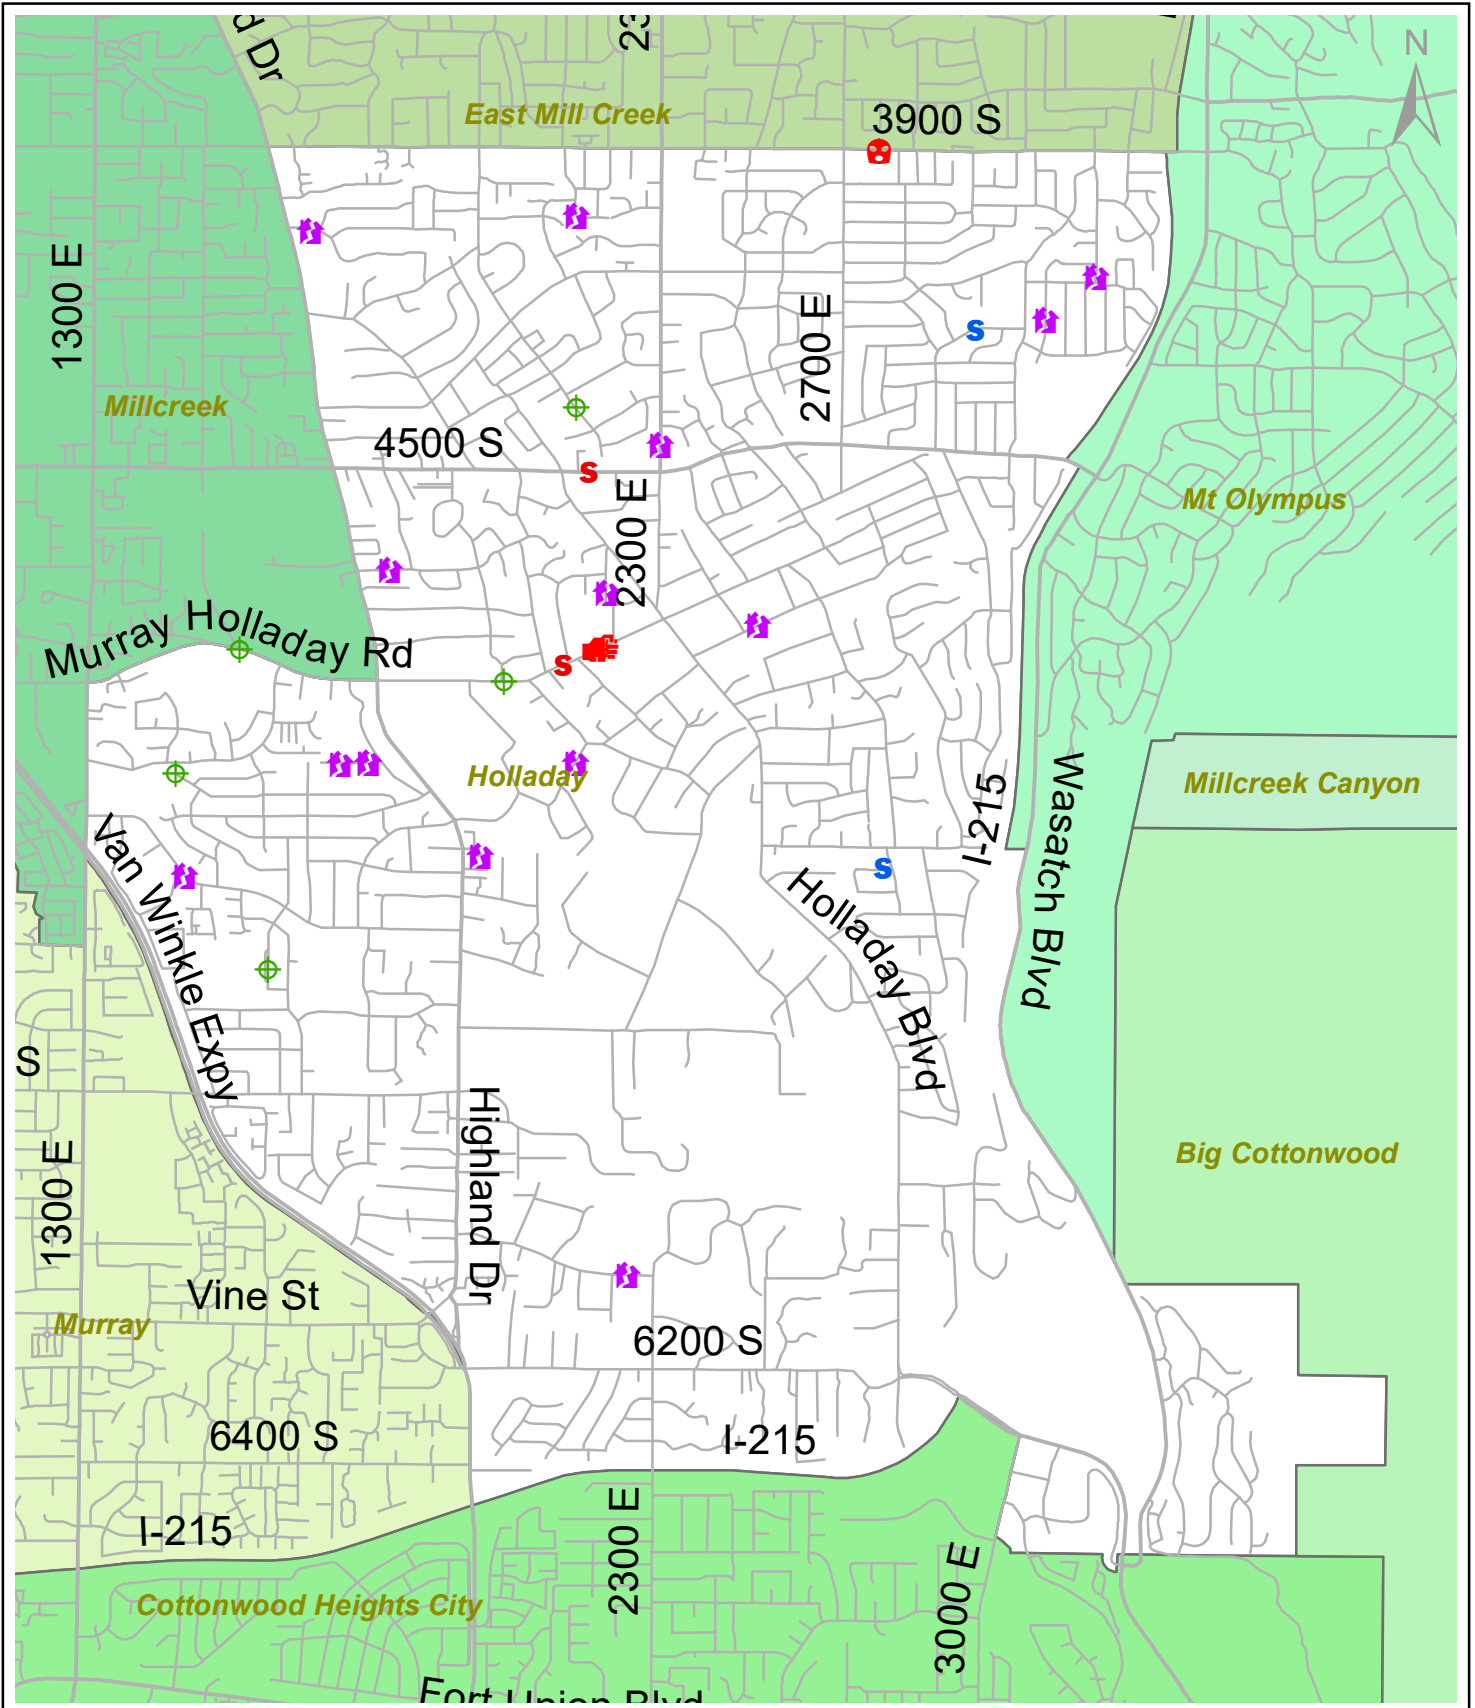 d Dr
23
N
East Mill Creek
3900 S
1300 E
2700 E
Millcreek
4500 S
S
S
Mt Olympus
2300 E
Murray Holladay Rd
S
Holladay
I-215
Wasatch Blvd
Millcreek Canyon
Van Winkle Expy
S
Holladay Blvd
S
Highland Dr
1300 E
Big Cottonwood
Vine St
Murray
6200 S
6400 S
I-215
I-215
2300 E
3000 E
Cottonwood Heights City
Fort Union Blvd